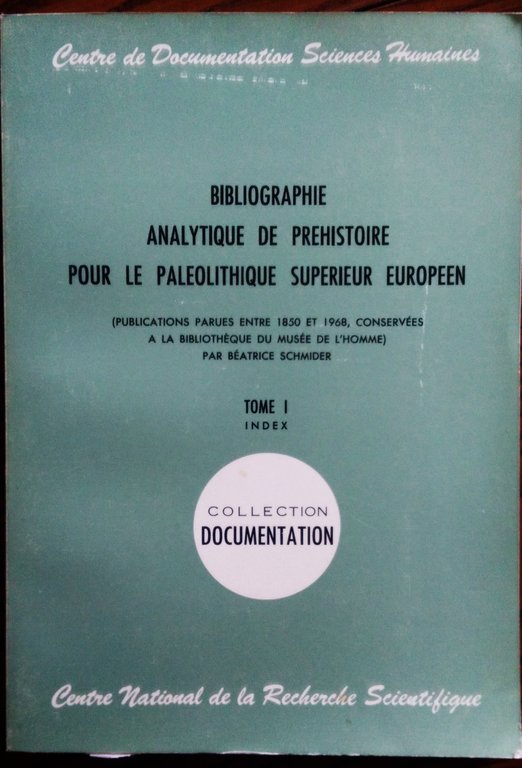 Centre de Documentation Sciences Humaines
BIBLIOGRAPHIE
ANALYTIQUE DE PREHISTOIRE
POUR LE PALEOLITHIQUE SUPERIEUR EUROPEEN
(PUBLICATIONS PARUES ENTRE 1850 ET 1968, CONSERVÉES
A LA BIBLIOTHÈQUE DU MUSÉE DE L'HOMME)
PAR BÉATRICE SCHMIDER
TOME I
INDEX
COLLECTION
DOCUMENTATION
Centre National de la Recherche Scientifique